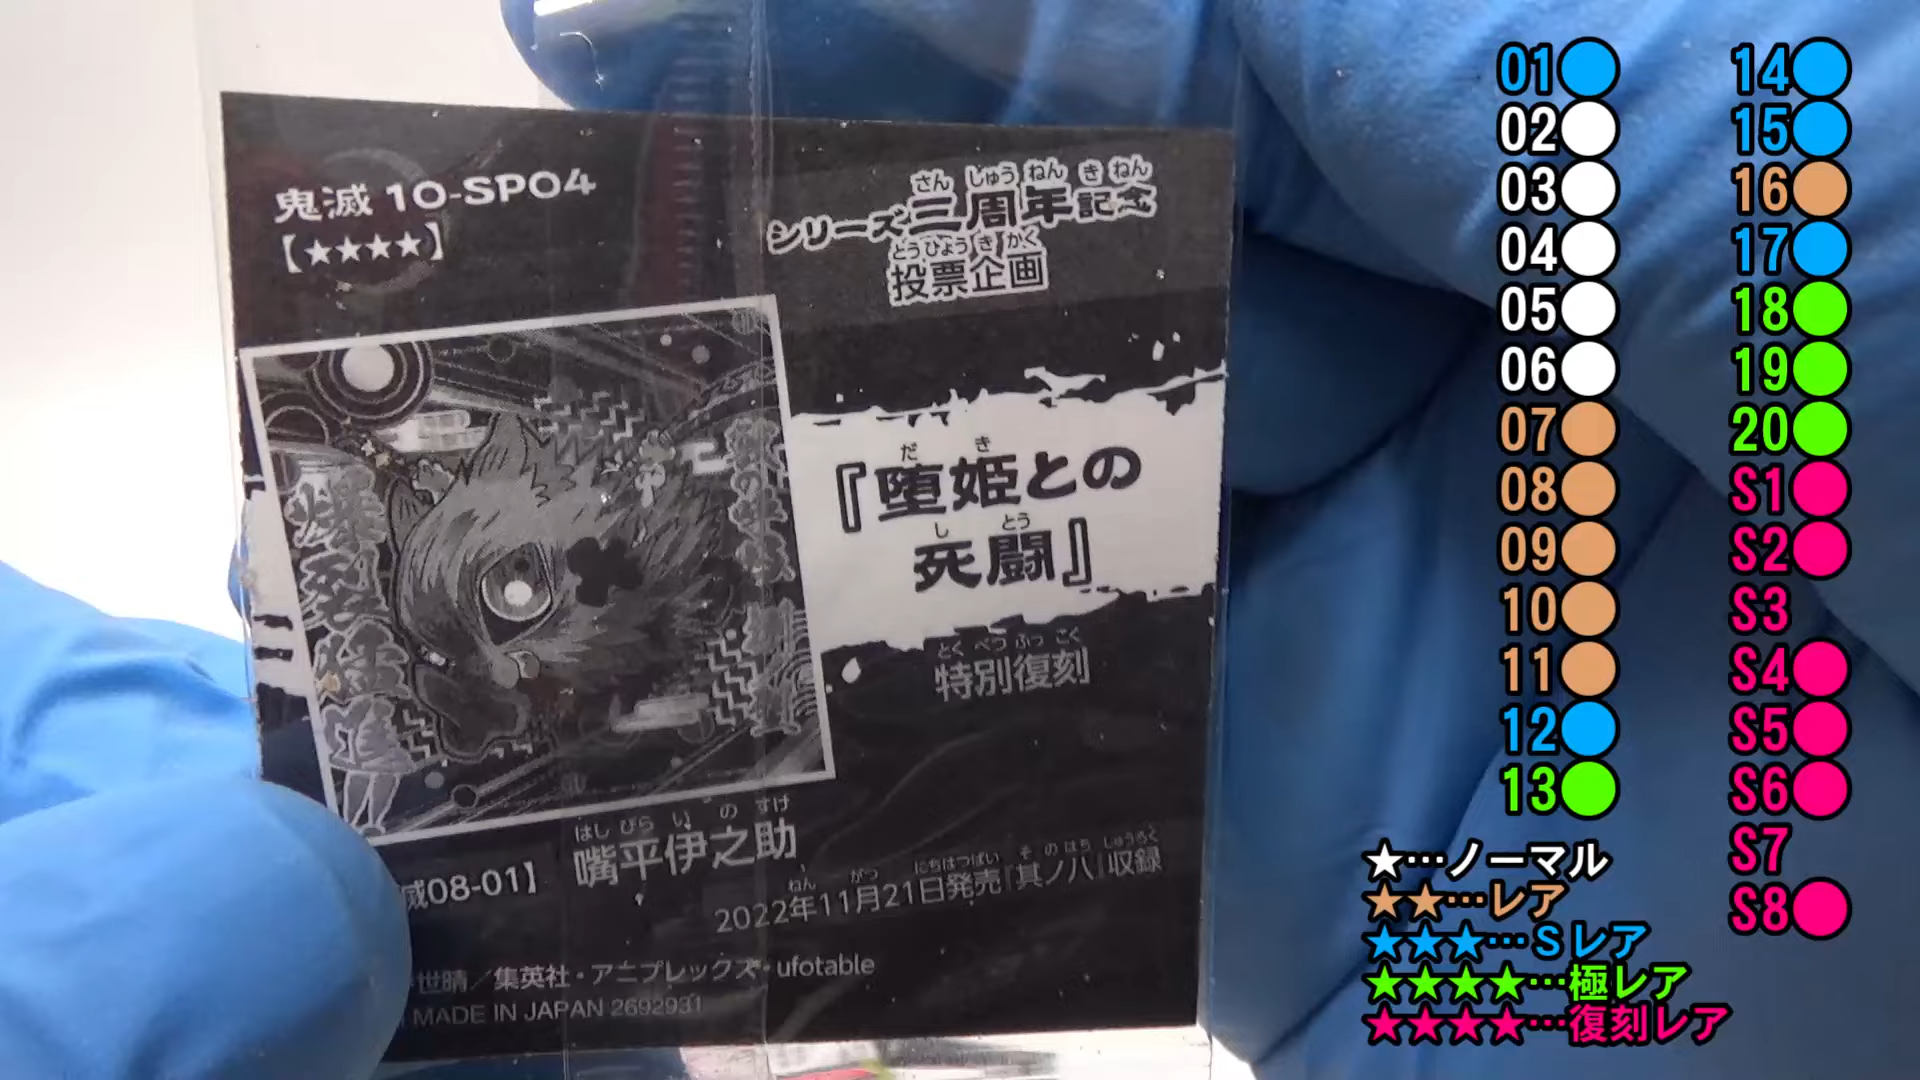 鬼滅 10-SP04
【★★★★】
さん じゅう ねん き ねん
シリーズ三周年記念
とうひょう き かく
投票企画
だ き
『堕姫との
し とう
死闘』
とく べつ ふっ こく
特別復刻
爆裂猛進
はし びら い の すけ
嘴平伊之助
滅08-01】
ねん がつ にちはつばい そ の はち しゅうろく
2022年11月21日発売『其ノ八』収録
世晴/集英社・アニプレックス・ufotable
MADE IN JAPAN 2692931
01
02
03
04
05
06
07
08
09
10
11
12
13
14
15
16
17
18
19
20
S1
S2
S3
S4
S5
S6
S7
S8
★…ノーマル
★★…レア
★★★…Sレア
★★★★…極レア
★★★★…復刻レア